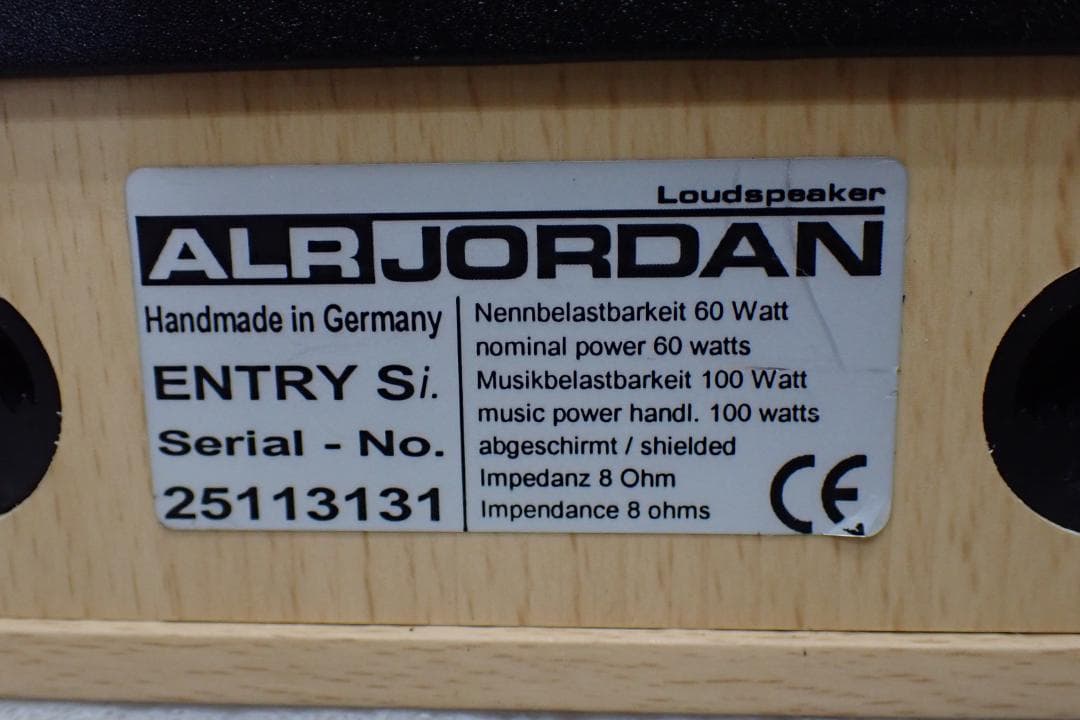 Loudspeaker
ALR JORDAN
Handmade in Germany
ENTRY Si.
Serial - No.
25113131
Nennbelastbarkeit 60 Watt
nominal power 60 watts
Musikbelastbarkeit 100 Watt
music power handl. 100 watts
abgeschirmt / shielded
Impedanz 8 Ohm
Impendance 8 ohms
CE